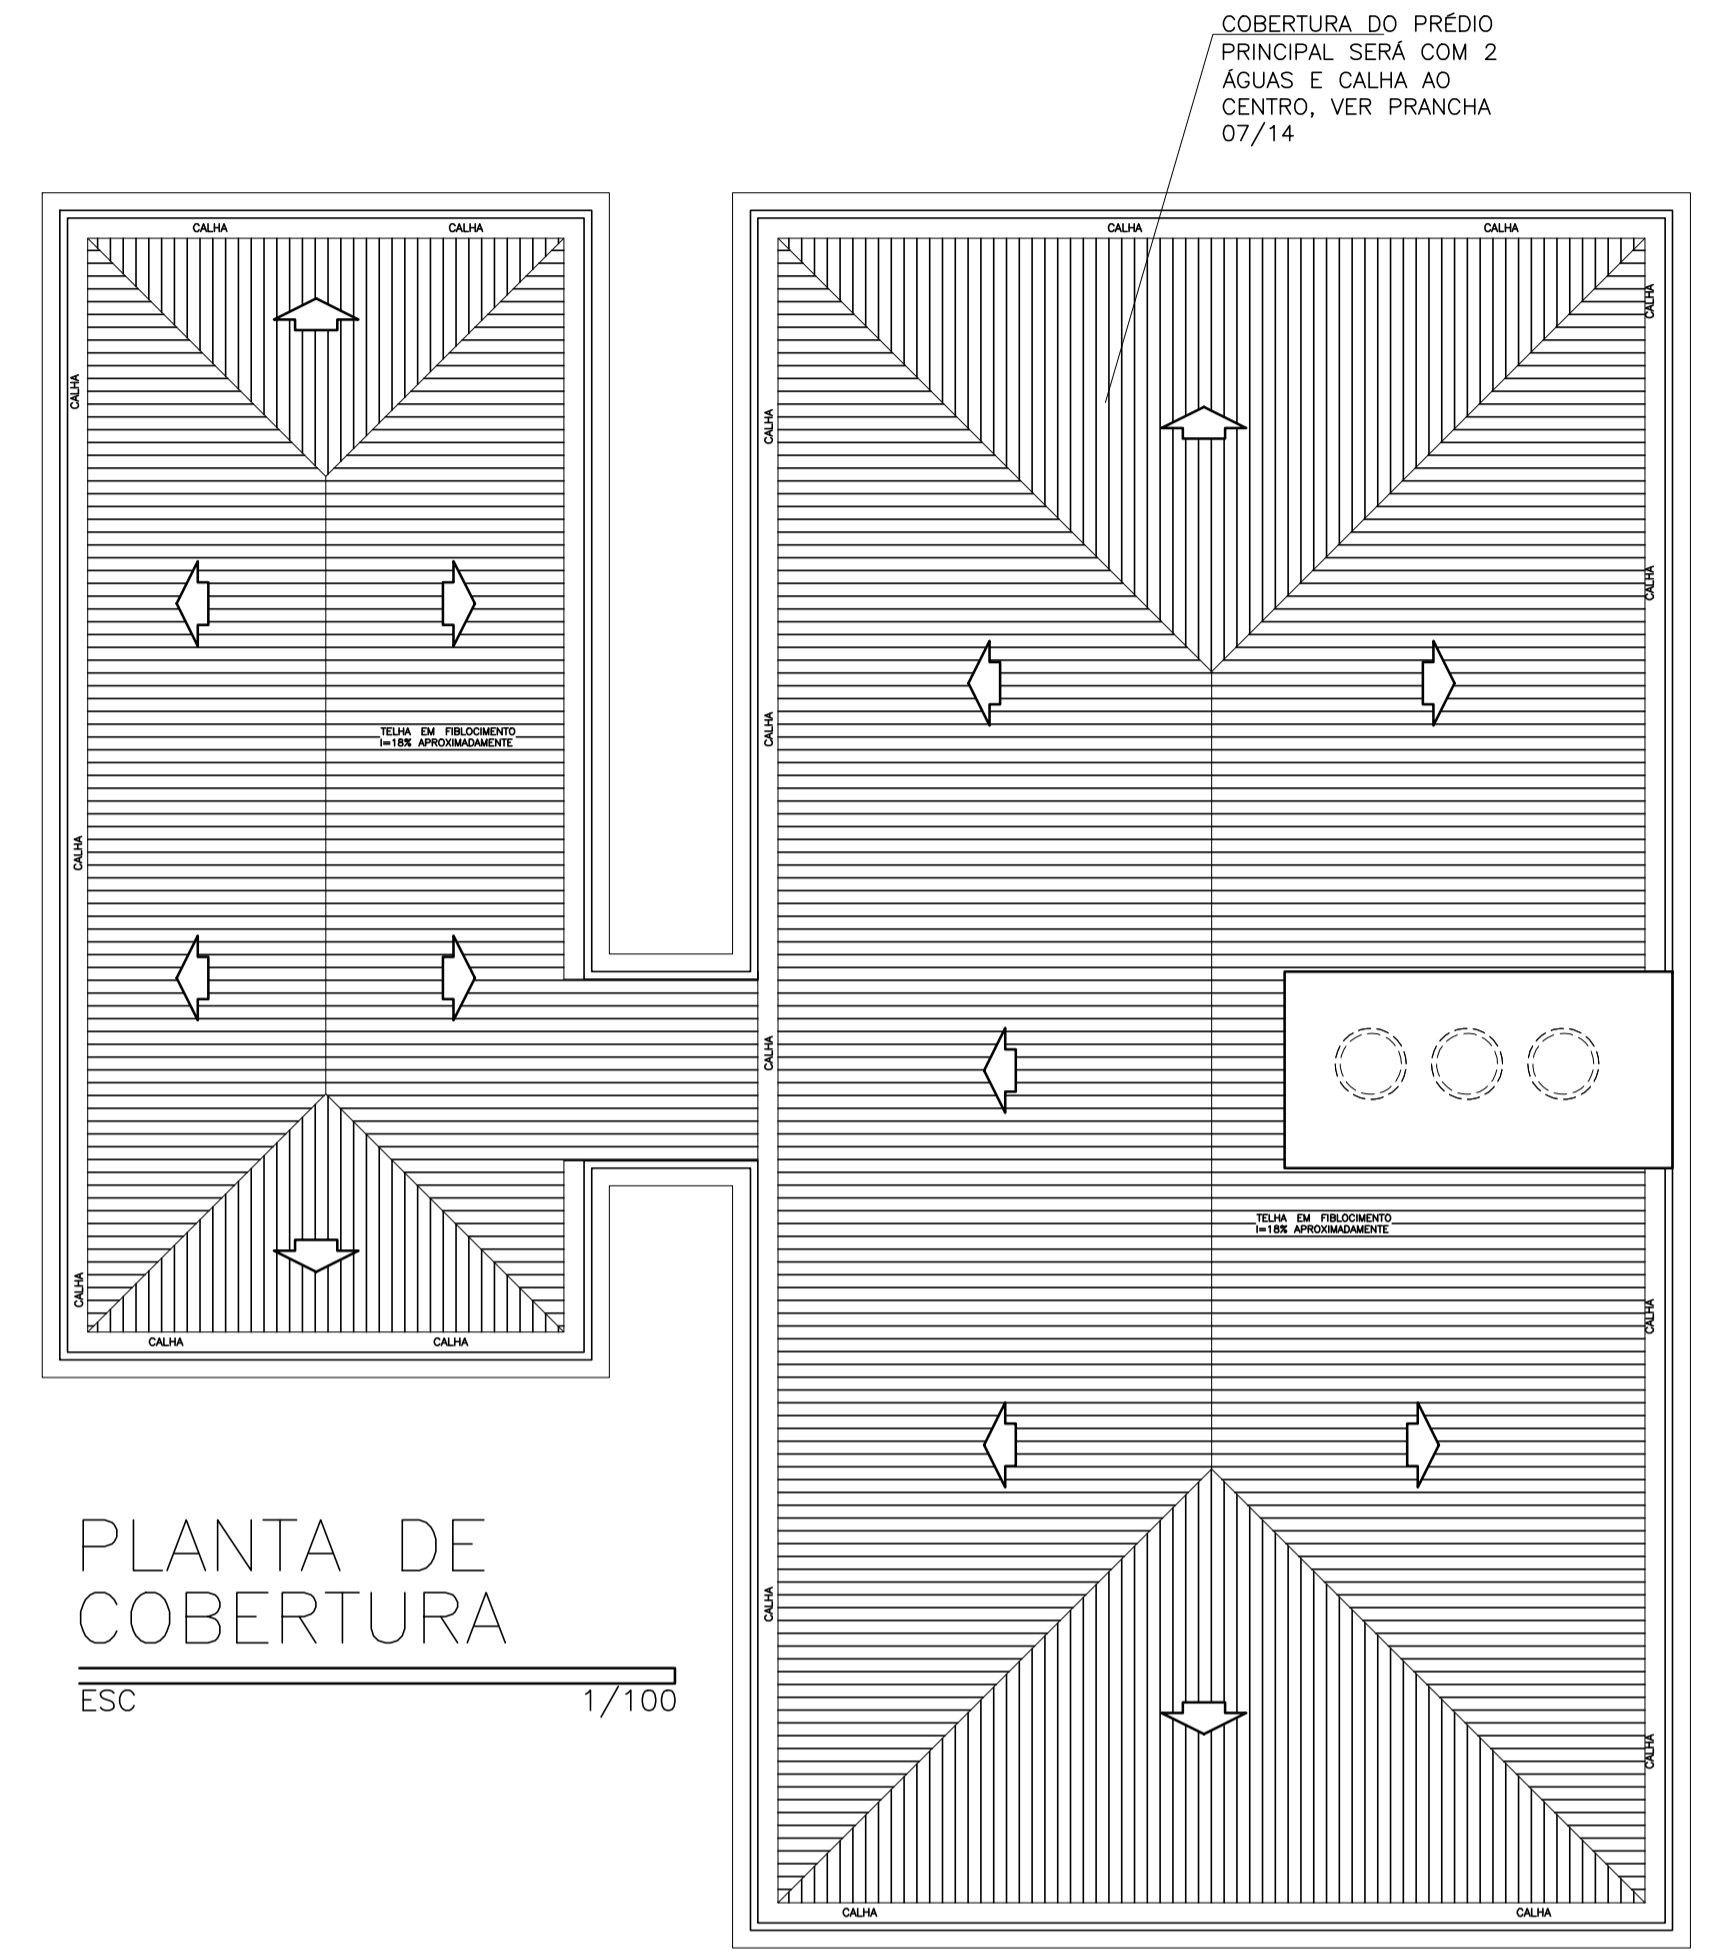 COBERTURA DO PRÉDIO
PRINCIPAL SERÁ COM 2
ÁGUAS E CALHA AO
CENTRO, VER PRANCHA
07/14
CALHA
CALHA
CALHA
CALHA
CALHA
CALHA
CALHA
CALHA
CALHA
TELHA EM FIBLOCIMENTO
I=18% APROXIMADAMENTE
CALHA
CALHA
CALHA
TELHA EM FIBLOCIMENTO
I=18% APROXIMADAMENTE
CALHA
CALHA
CALHA
CALHA
PLANTA DE
COBERTURA
CALHA
ESC 1/100
CALHA
CALHA
CALHA